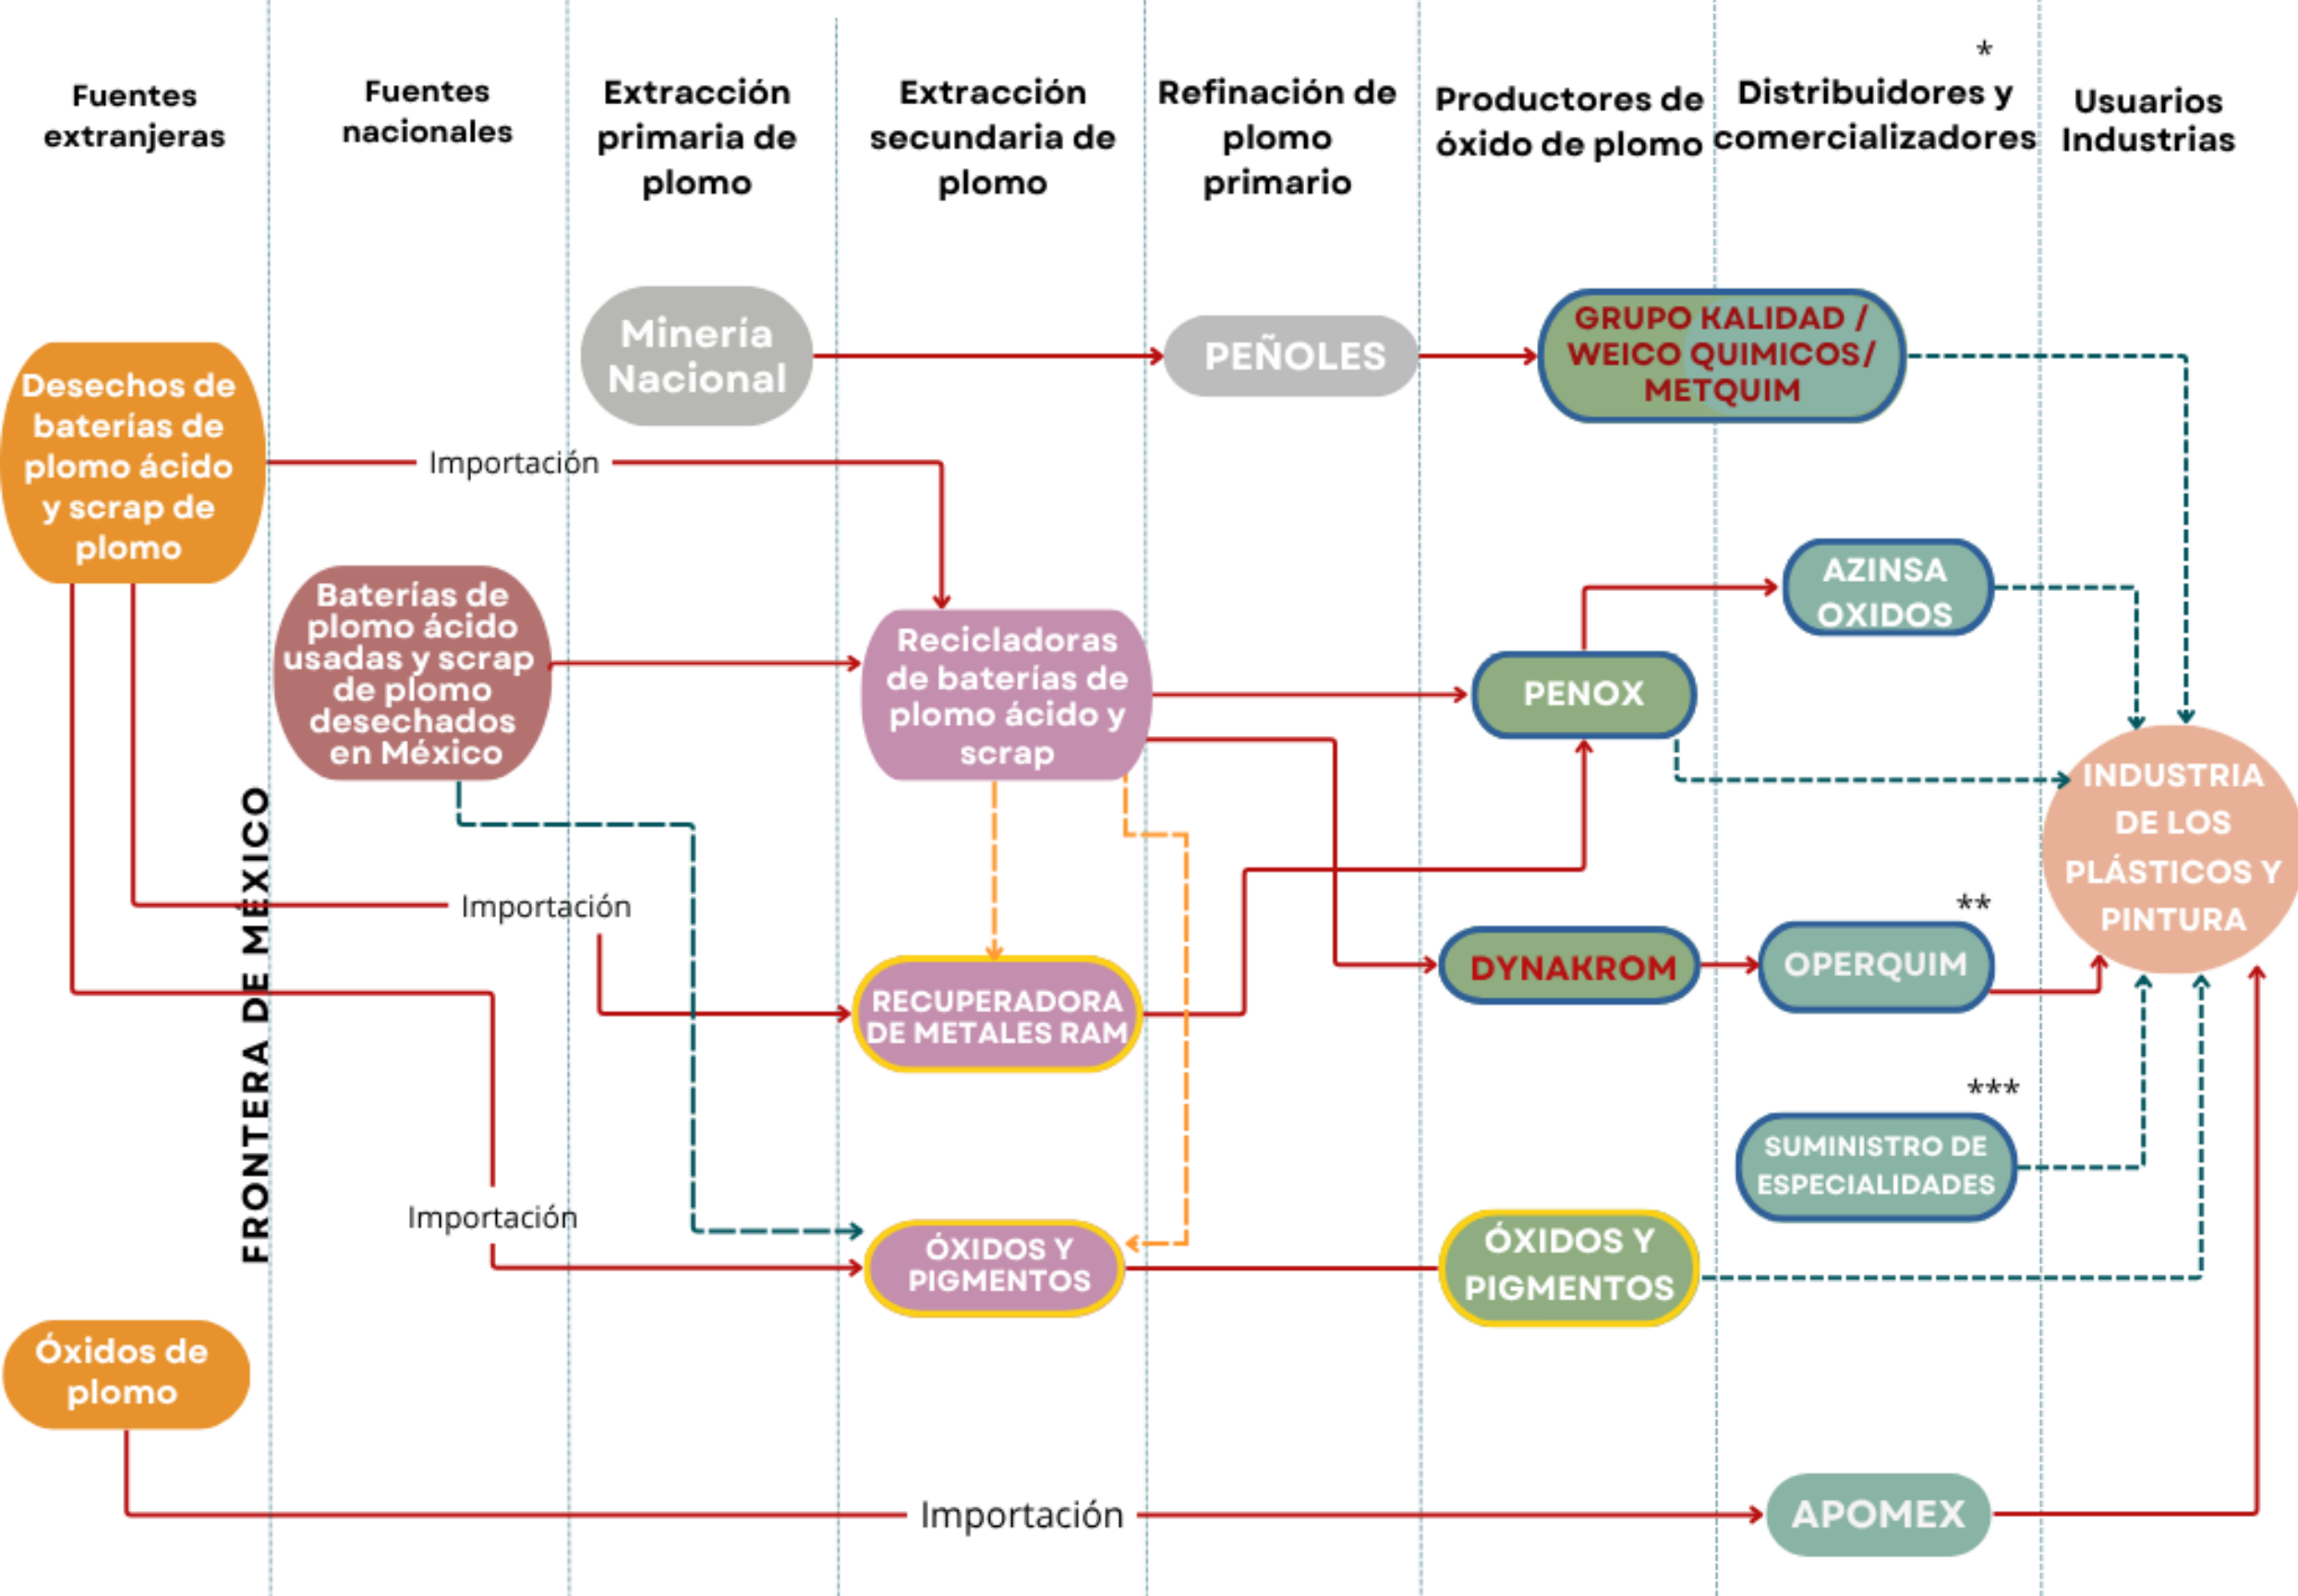 Fuentes
extranjeras
Fuentes
nacionales
Extracción
primaria de
plomo
Extracción
secundaria de
plomo
Refinación de
plomo
primario
Productores de
óxido de plomo
*
Distribuidores y
comercializadores
Usuarios
Industrias
Minería
Nacional
PEÑOLES
GRUPO KALIDAD /
WEICO QUIMICOS/
METQUIM
Desechos de
baterías de
plomo ácido
y scrap de
plomo
Importación
Baterías de
plomo ácido
usadas y scrap
de plomo
desechados
en México
Recicladoras
de baterías de
plomo ácido y
scrap
PENOX
AZINSA
OXIDOS
INDUSTRIA
DE LOS
PLÁSTICOS Y
PINTURA
FRONTERA DE MÉXICO
Importación
RECUPERADORA
DE METALES RAM
DYNAKROM
**
OPERQUIM
***
SUMINISTRO DE
ESPECIALIDADES
Importación
ÓXIDOS Y
PIGMENTOS
ÓXIDOS Y
PIGMENTOS
Óxidos de
plomo
Importación
APOMEX